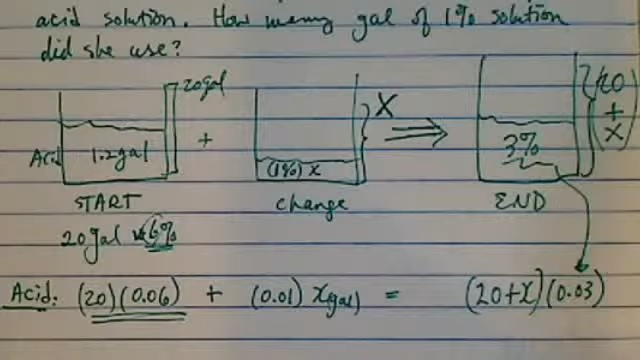 acid solution. How many gal of 1% solution
did she use?
20gal
X
(20 + x)
Acid 1.2gal + (1%) x ⇒ 3%
START change END
20gal 6%
Acid: (20)(0.06) + (0.01) x(gal) = (20+x)(0.03)